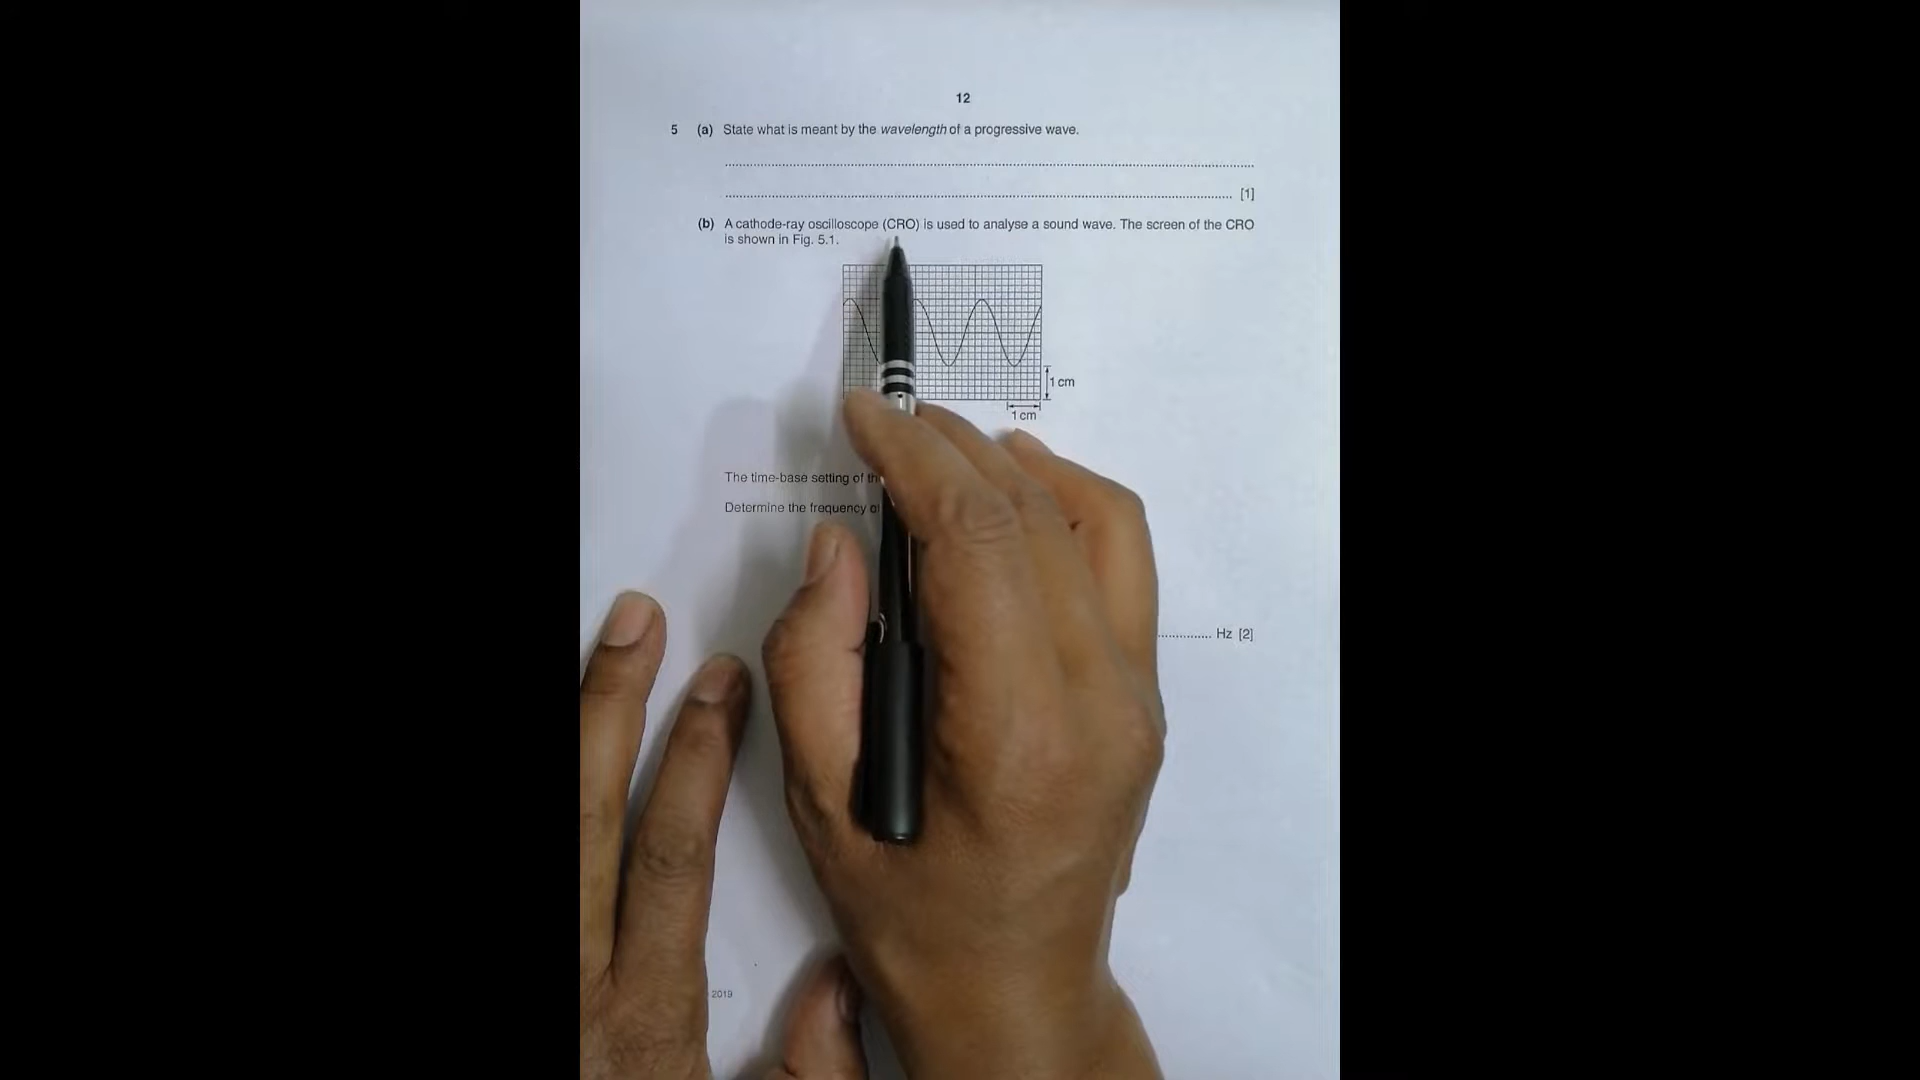 12
5 (a) State what is meant by the wavelength of a progressive wave.
[1]
(b) A cathode-ray oscilloscope (CRO) is used to analyse a sound wave. The screen of the CRO
is shown in Fig. 5.1.
1 cm
1 cm
The time-base setting of
Determine the frequency
Hz [2]
2019